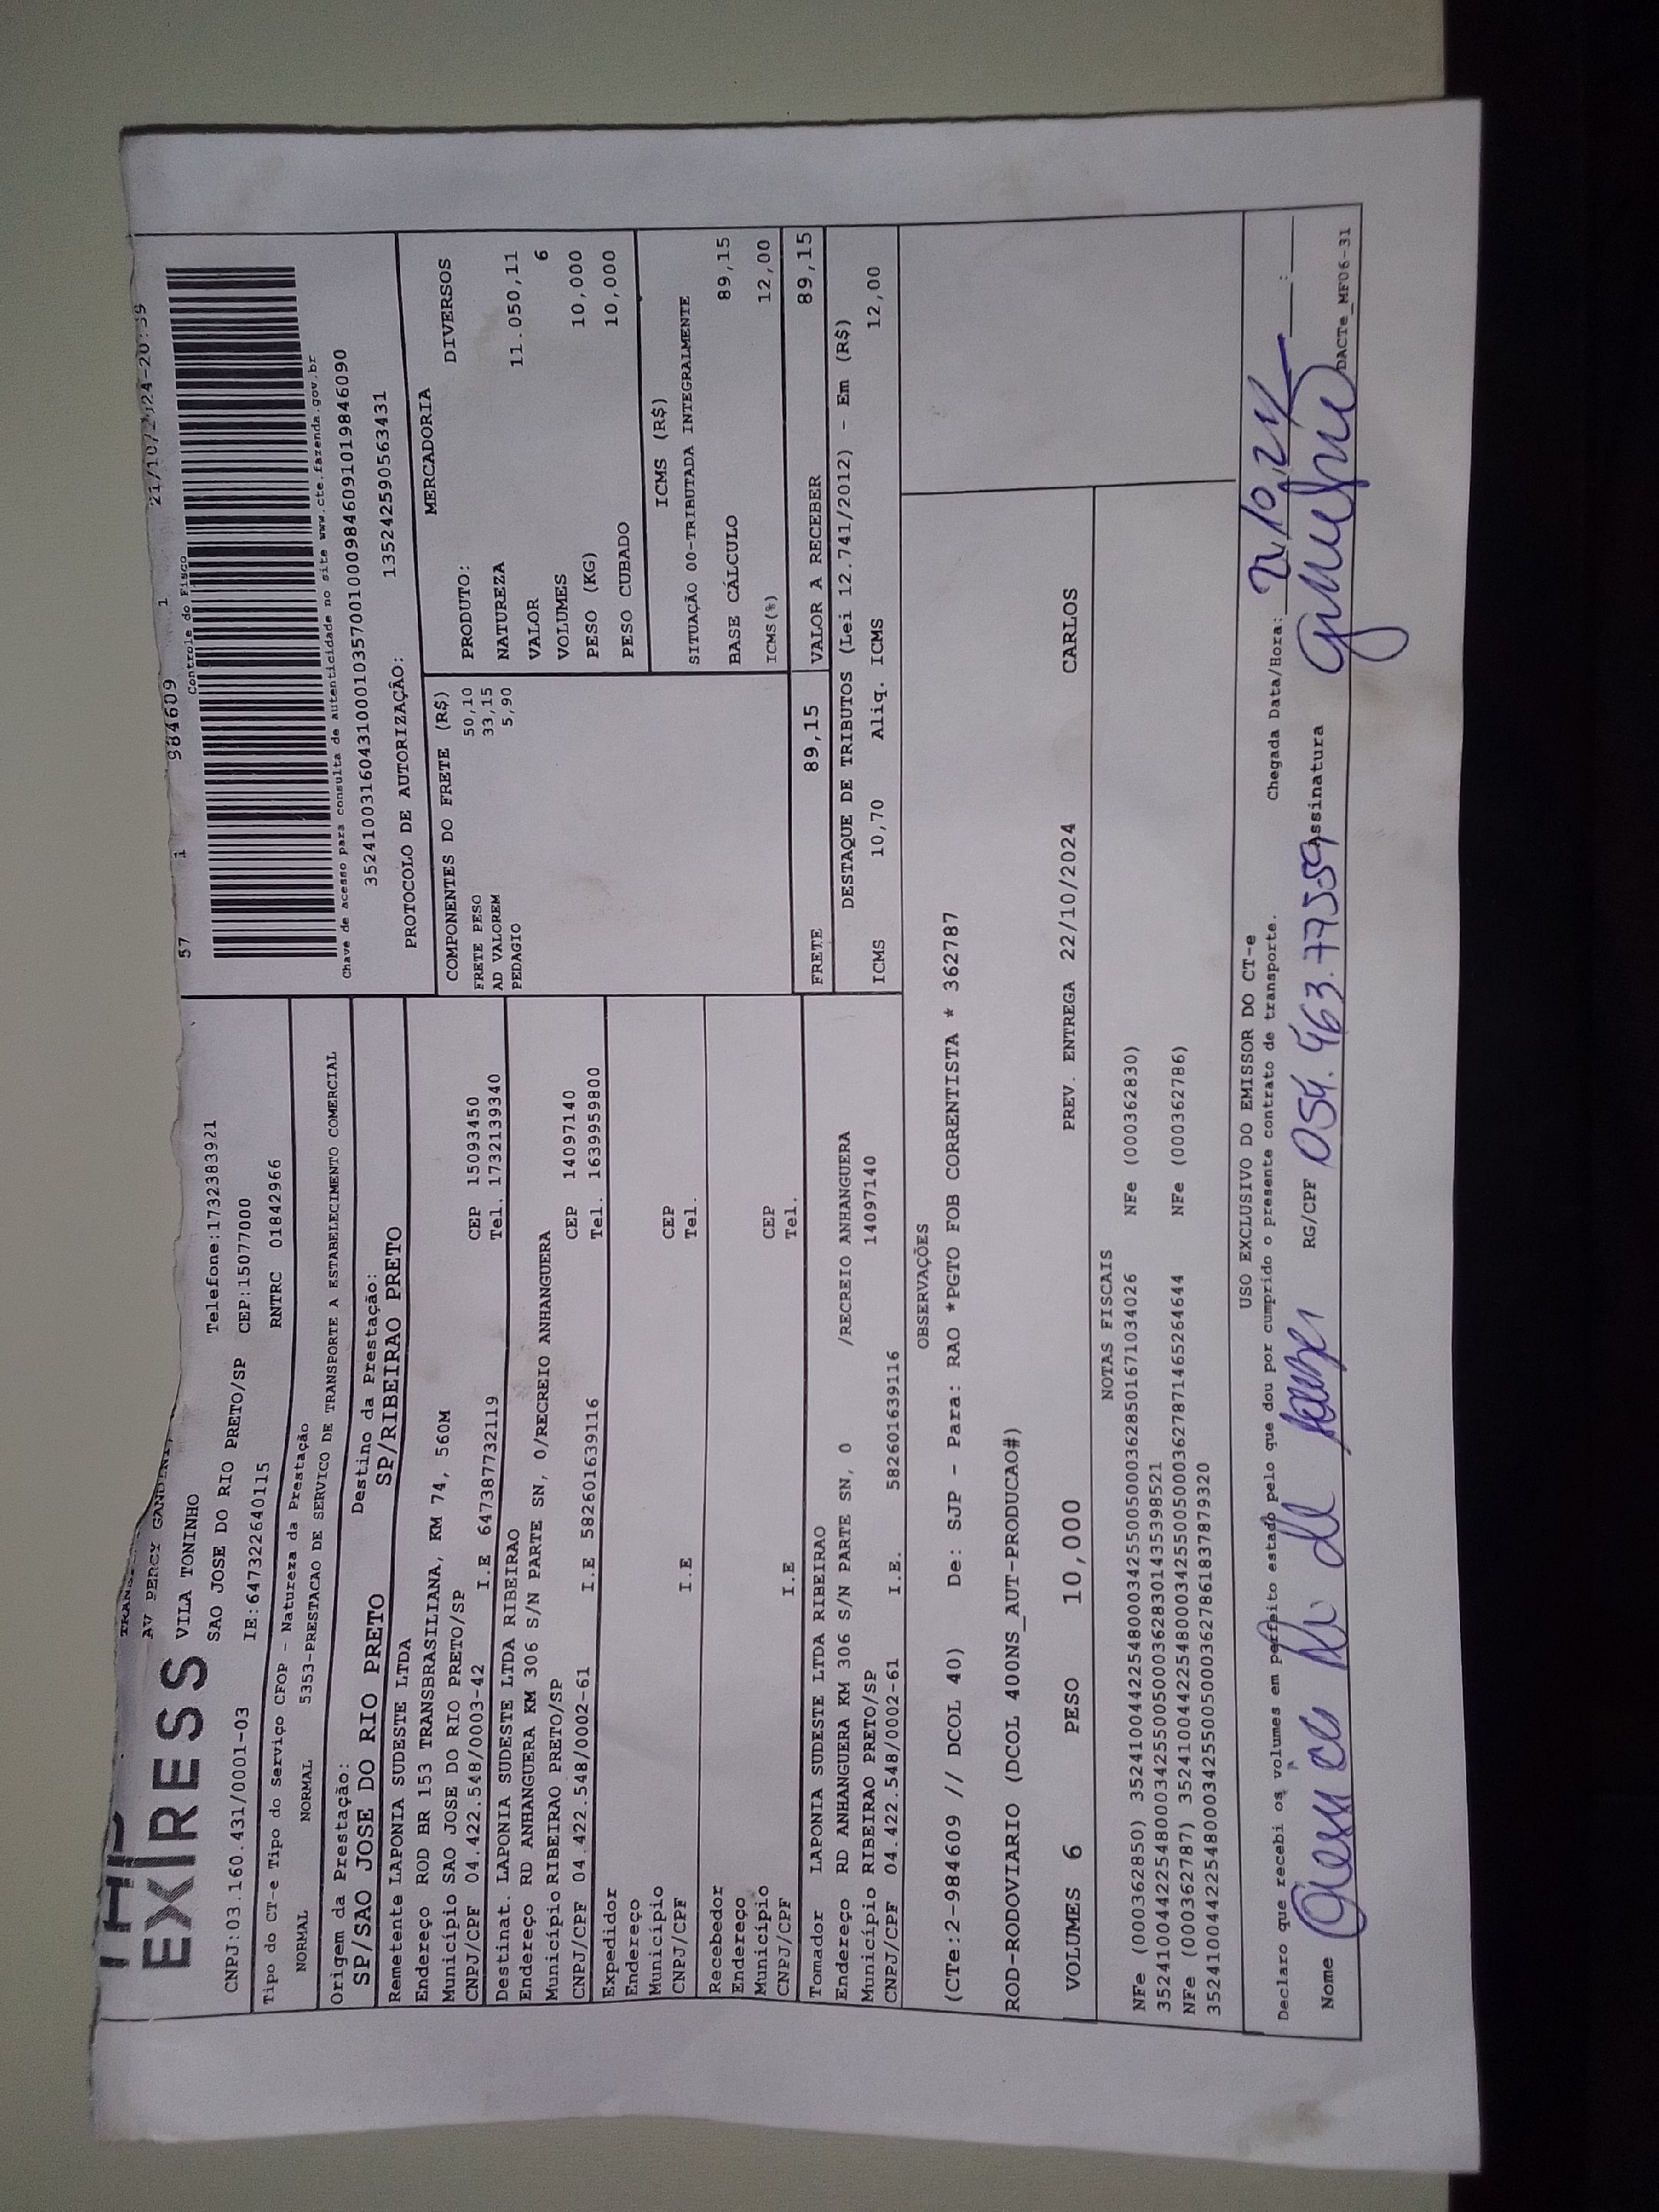 EXPRESS
AV PERCY GANDINI,
VILA TONINHO
SAO JOSE DO RIO PRETO/SP
Telefone:1732383921
CEP:15077000
CNPJ:03.160.431/0001-03
IE:647322640115
RNTRC 01842966
57 1 984609 1 21/10/2024-20:39
Controle do Fisco
Chave de acesso para consulta de autenticidade no site www.cte.fazenda.gov.br
35241003160431000103570010009846091019846090
PROTOCOLO DE AUTORIZAÇÃO: 135242590563431
Tipo do CT-e Tipo do Serviço CFOP - Natureza da Prestação
NORMAL NORMAL 5353-PRESTACAO DE SERVICO DE TRANSPORTE A ESTABELECIMENTO COMERCIAL
Origem da Prestação: Destino da Prestação:
SP/SAO JOSE DO RIO PRETO SP/RIBEIRAO PRETO
Remetente LAPONIA SUDESTE LTDA
Endereço ROD BR 153 TRANSBRASILIANA, KM 74, 560M
Município SAO JOSE DO RIO PRETO/SP CEP 15093450
CNPJ/CPF 04.422.548/0003-42 I.E 647387732119 Tel. 1732139340
Destinat. LAPONIA SUDESTE LTDA RIBEIRAO
Endereço RD ANHANGUERA KM 306 S/N PARTE SN, 0/RECREIO ANHANGUERA
Município RIBEIRAO PRETO/SP CEP 14097140
CNPJ/CPF 04.422.548/0002-61 I.E 582601639116 Tel. 1639959800
Expedidor
Endereço
Município CEP
CNPJ/CPF I.E Tel.
Recebedor
Endereço
Município CEP
CNPJ/CPF I.E Tel.
Tomador LAPONIA SUDESTE LTDA RIBEIRAO
Endereço RD ANHANGUERA KM 306 S/N PARTE SN, 0 /RECREIO ANHANGUERA
Município RIBEIRAO PRETO/SP 14097140
CNPJ/CPF 04.422.548/0002-61 I.E. 582601639116
COMPONENTES DO FRETE (R$)
FRETE PESO 50,10
AD VALOREM 33,15
PEDAGIO 5,90
MERCADORIA
PRODUTO: DIVERSOS
NATUREZA
VALOR 11.050,11
VOLUMES 6
PESO (KG) 10,000
PESO CUBADO 10,000
ICMS (R$)
SITUAÇÃO 00-TRIBUTADA INTEGRALMENTE
BASE CÁLCULO 89,15
ICMS(%) 12,00
FRETE 89,15 VALOR A RECEBER 89,15
DESTAQUE DE TRIBUTOS (Lei 12.741/2012) - Em (R$)
ICMS 10,70 Aliq. ICMS 12,00
OBSERVAÇÕES
(CTe:2-984609 // DCOL 40) De: SJP - Para: RAO *PGTO FOB CORRENTISTA * 362787
ROD-RODOVIARIO (DCOL 400NS_AUT-PRODUCAO#)
VOLUMES 6 PESO 10,000 PREV. ENTREGA 22/10/2024 CARLOS
NOTAS FISCAIS
NFe (000362850) 35241004422548000342550050003628501671034026 NFe (000362830)
35241004422548000342550050003628301435398521
NFe (000362787) 35241004422548000342550050003627871465264644 NFe (000362786)
35241004422548000342550050003627861837879320
USO EXCLUSIVO DO EMISSOR DO CT-e
Declaro que recebi os volumes em perfeito estado pelo que dou por cumprido o presente contrato de transporte. Chegada Data/Hora: 22/10/24 :
Nome RG/CPF 054.463.775-59 Assinatura
DACTe_MF06-31